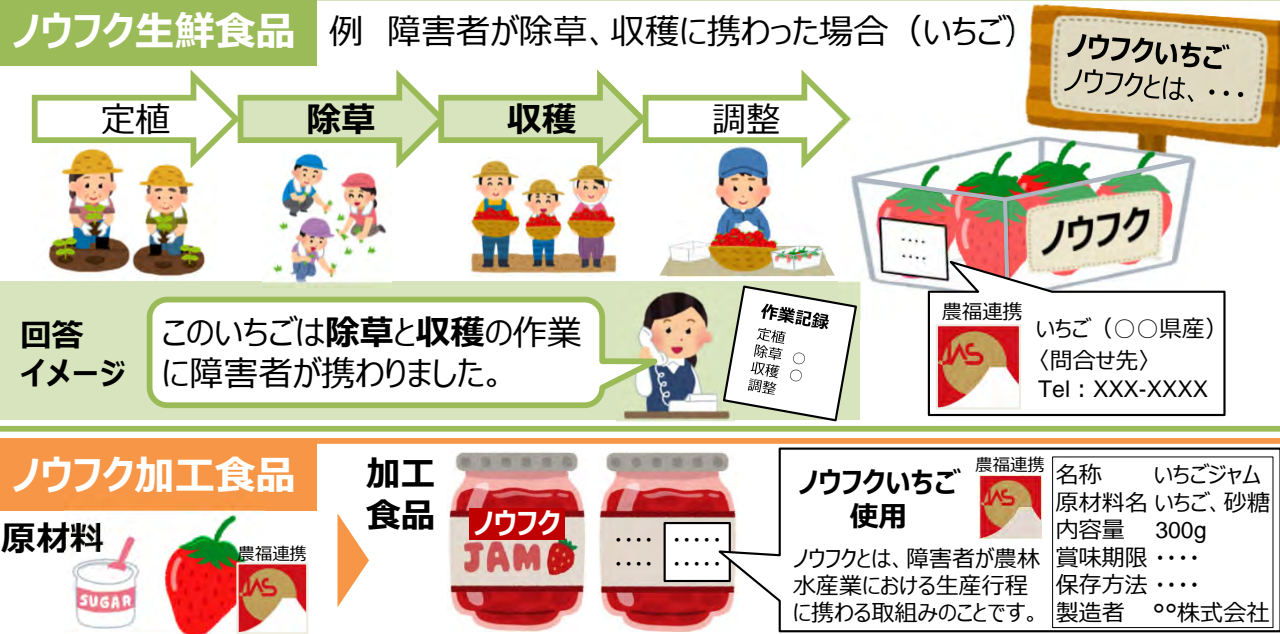 ノウフク生鮮食品
例　障害者が除草、収穫に携わった場合（いちご）
定植
除草
収穫
調整
ノウフクいちご
ノウフクとは、・・・
ノウフク
・・・・
・・・・
農福連携
JAS
いちご（○○県産）
〈問合せ先〉
Tel：XXX-XXXX
回答
イメージ
このいちごは除草と収穫の作業
に障害者が携わりました。
作業記録
定植
除草　○
収穫　○
調整
ノウフク加工食品
原材料
SUGAR
農福連携
JAS
加工
食品
ノウフク
JAM
・・・・　・・・・・
・・・・　・・・・・
ノウフクいちご
使用
農福連携
JAS
ノウフクとは、障害者が農林
水産業における生産行程
に携わる取組みのことです。
名称　いちごジャム
原材料名　いちご、砂糖
内容量　300g
賞味期限　・・・・
保存方法　・・・・
製造者　°°株式会社